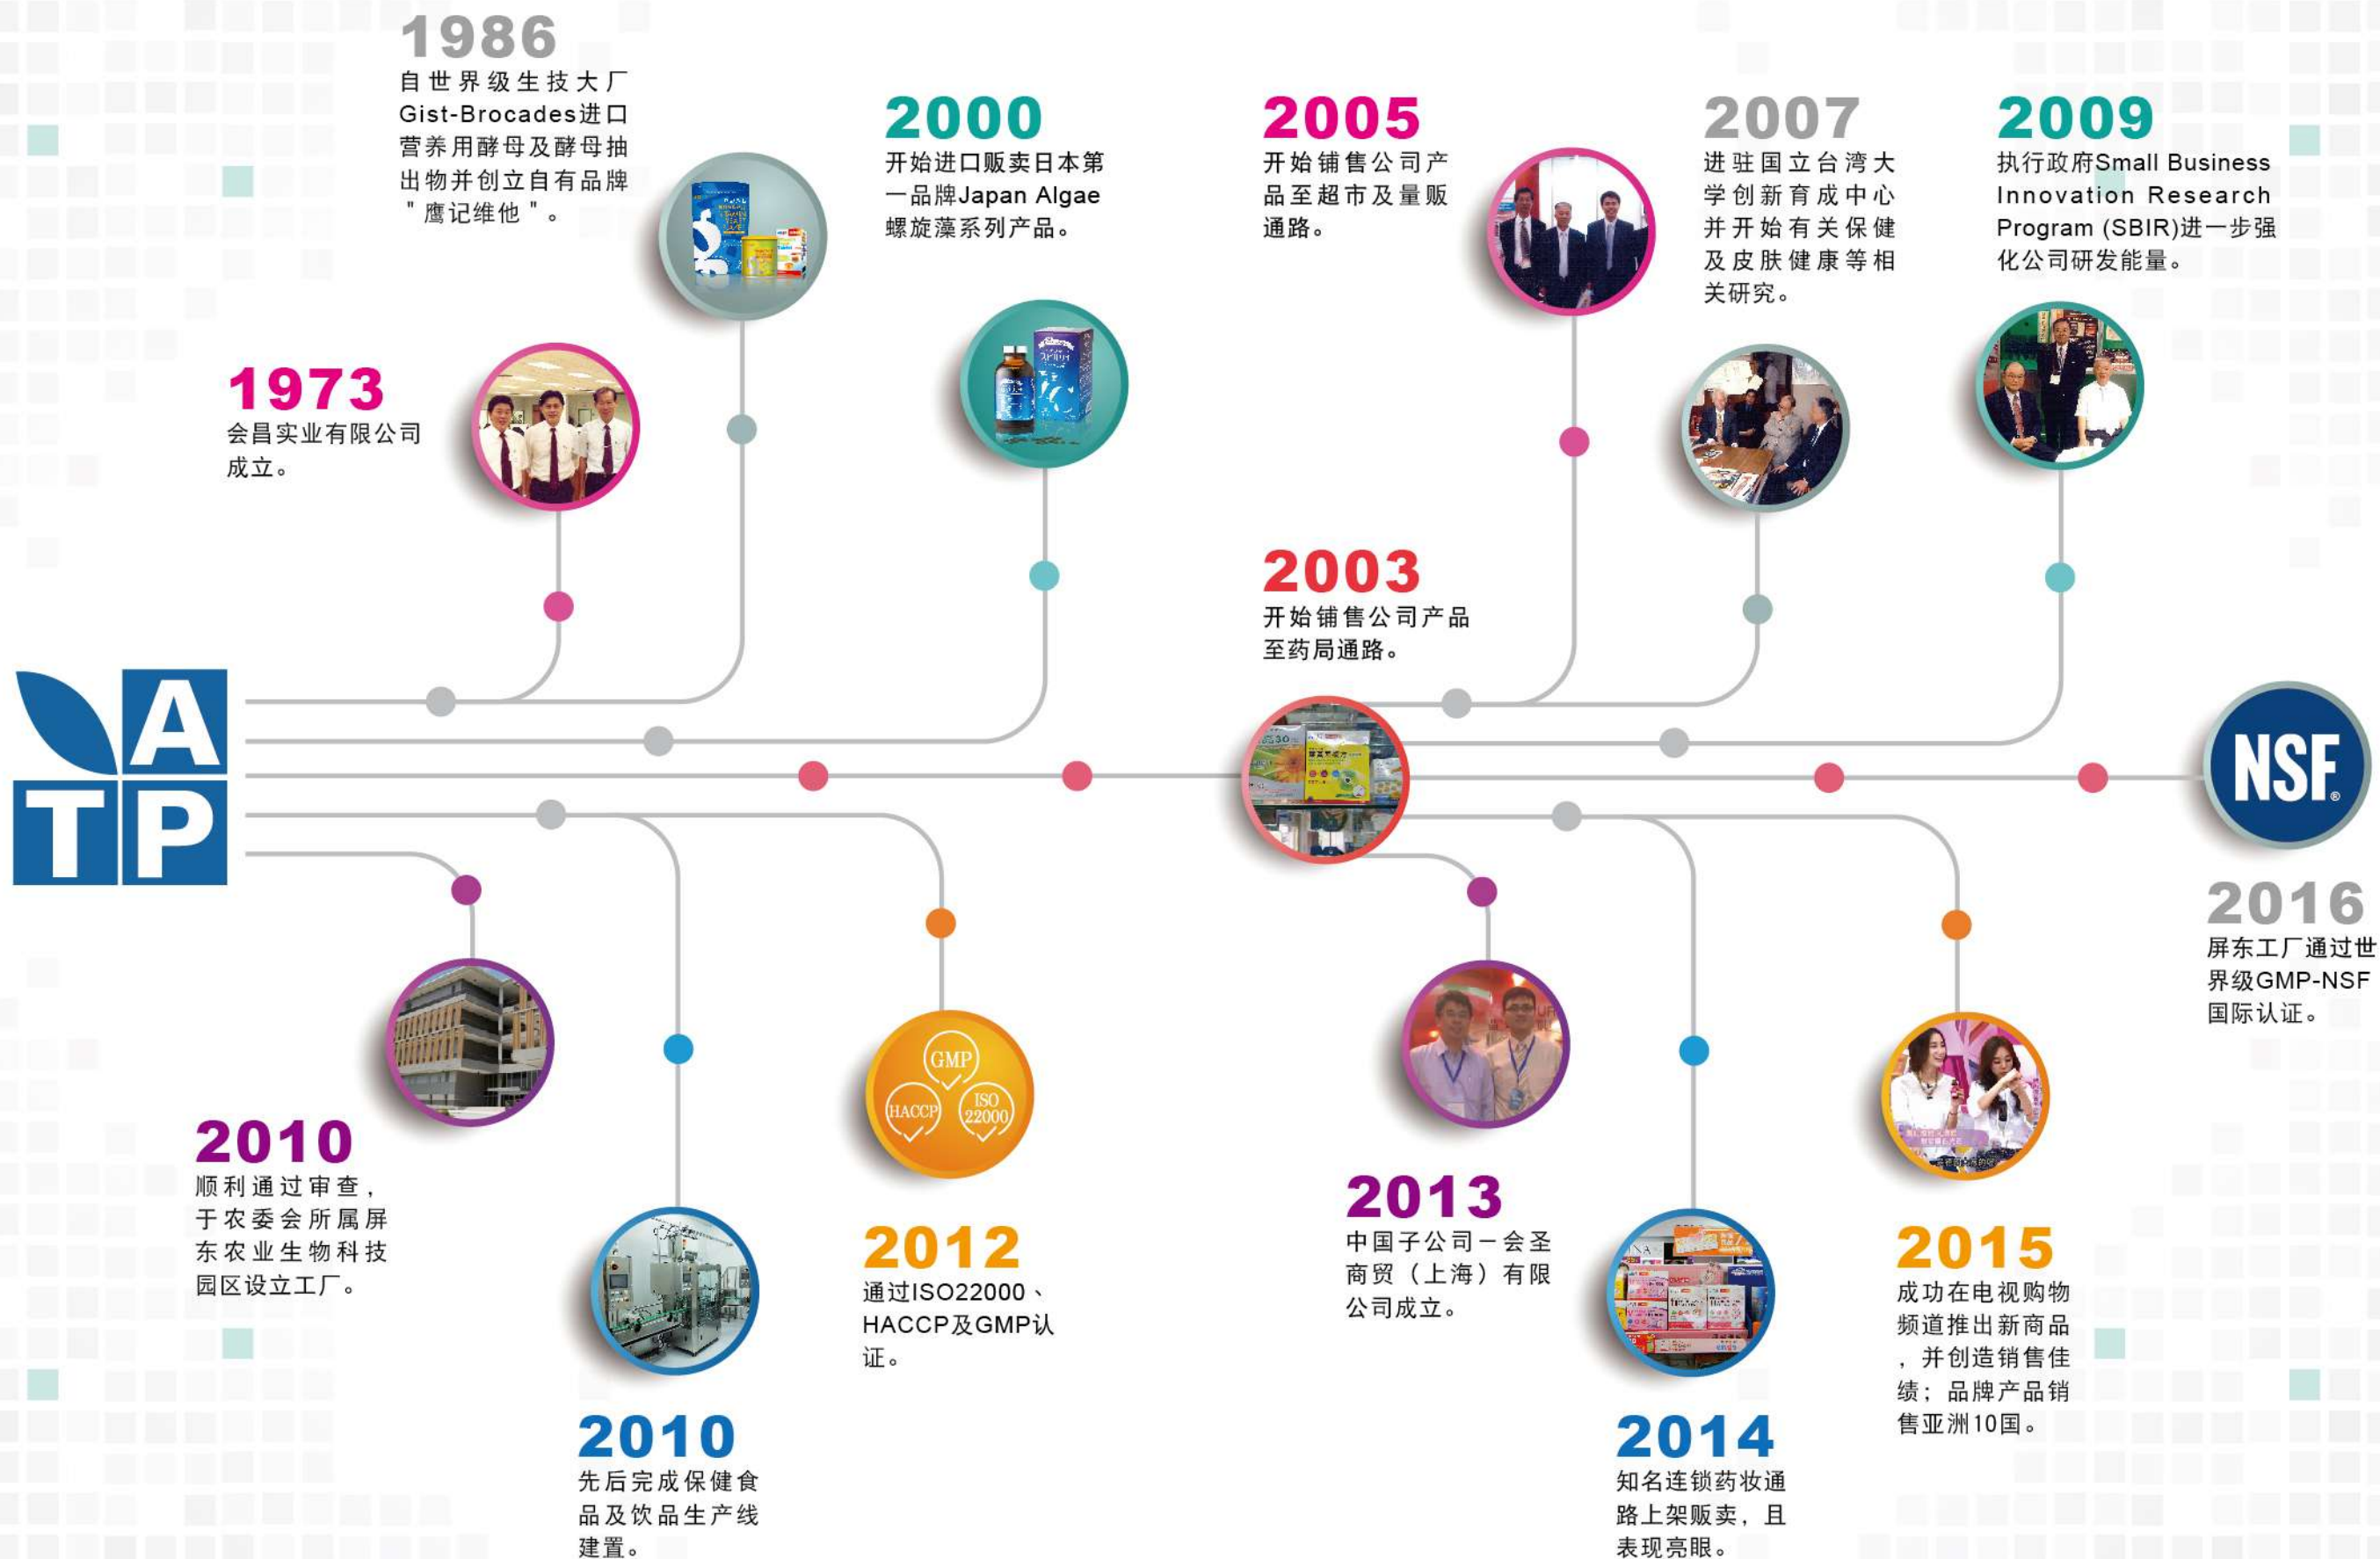 1986
自世界级生技大厂
Gist-Brocades进口
营养用酵母及酵母抽
出物并创立自有品牌
"鹰记维他"。
2000
开始进口贩卖日本第
一品牌Japan Algae
螺旋藻系列产品。
2005
开始铺售公司产
品至超市及量贩
通路。
2007
进驻国立台湾大
学创新育成中心
并开始有关保健
及皮肤健康等相
关研究。
2009
执行政府Small Business
Innovation Research
Program (SBIR)进一步强
化公司研发能量。
1973
会昌实业有限公司
成立。
2003
开始铺售公司产品
至药局通路。
A
TP
NSF®
2016
屏东工厂通过世
界级GMP-NSF
国际认证。
2010
顺利通过审查，
于农委会所属屏
东农业生物科技
园区设立工厂。
GMP
HACCP
ISO
22000
2010
先后完成保健食
品及饮品生产线
建置。
2012
通过ISO22000、
HACCP及GMP认
证。
2013
中国子公司－会圣
商贸（上海）有限
公司成立。
2014
知名连锁药妆通
路上架贩卖，且
表现亮眼。
2015
成功在电视购物
频道推出新商品
，并创造销售佳
绩；品牌产品销
售亚洲10国。